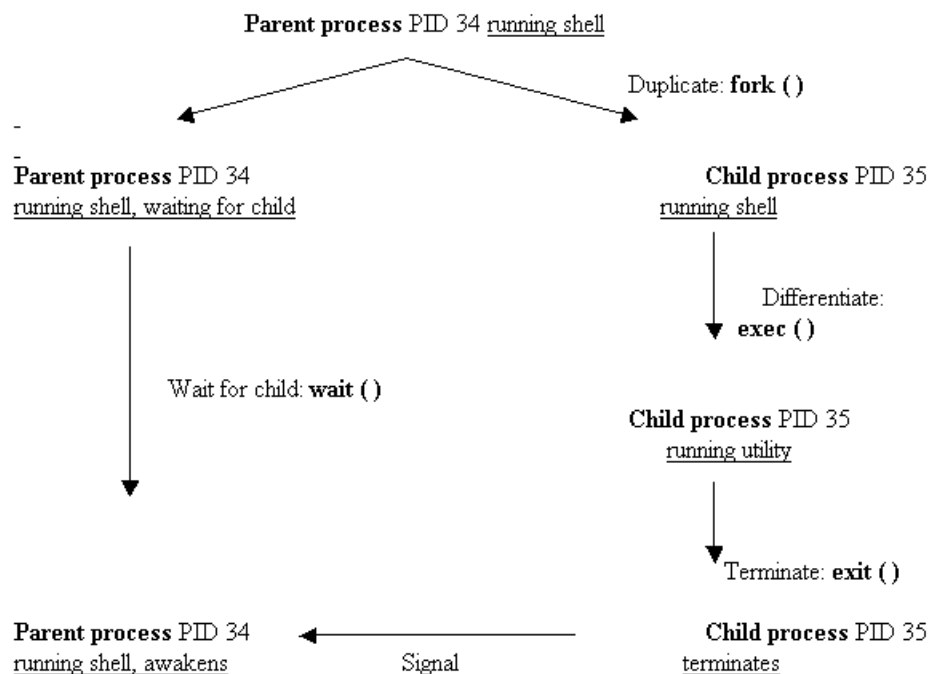 Parent process PID 34 running shell
Duplicate: fork ( )
Parent process PID 34
running shell, waiting for child
Child process PID 35
running shell
Differentiate:
exec ( )
Wait for child: wait ( )
Child process PID 35
running utility
Terminate: exit ( )
Parent process PID 34
running shell, awakens
Signal
Child process PID 35
terminates